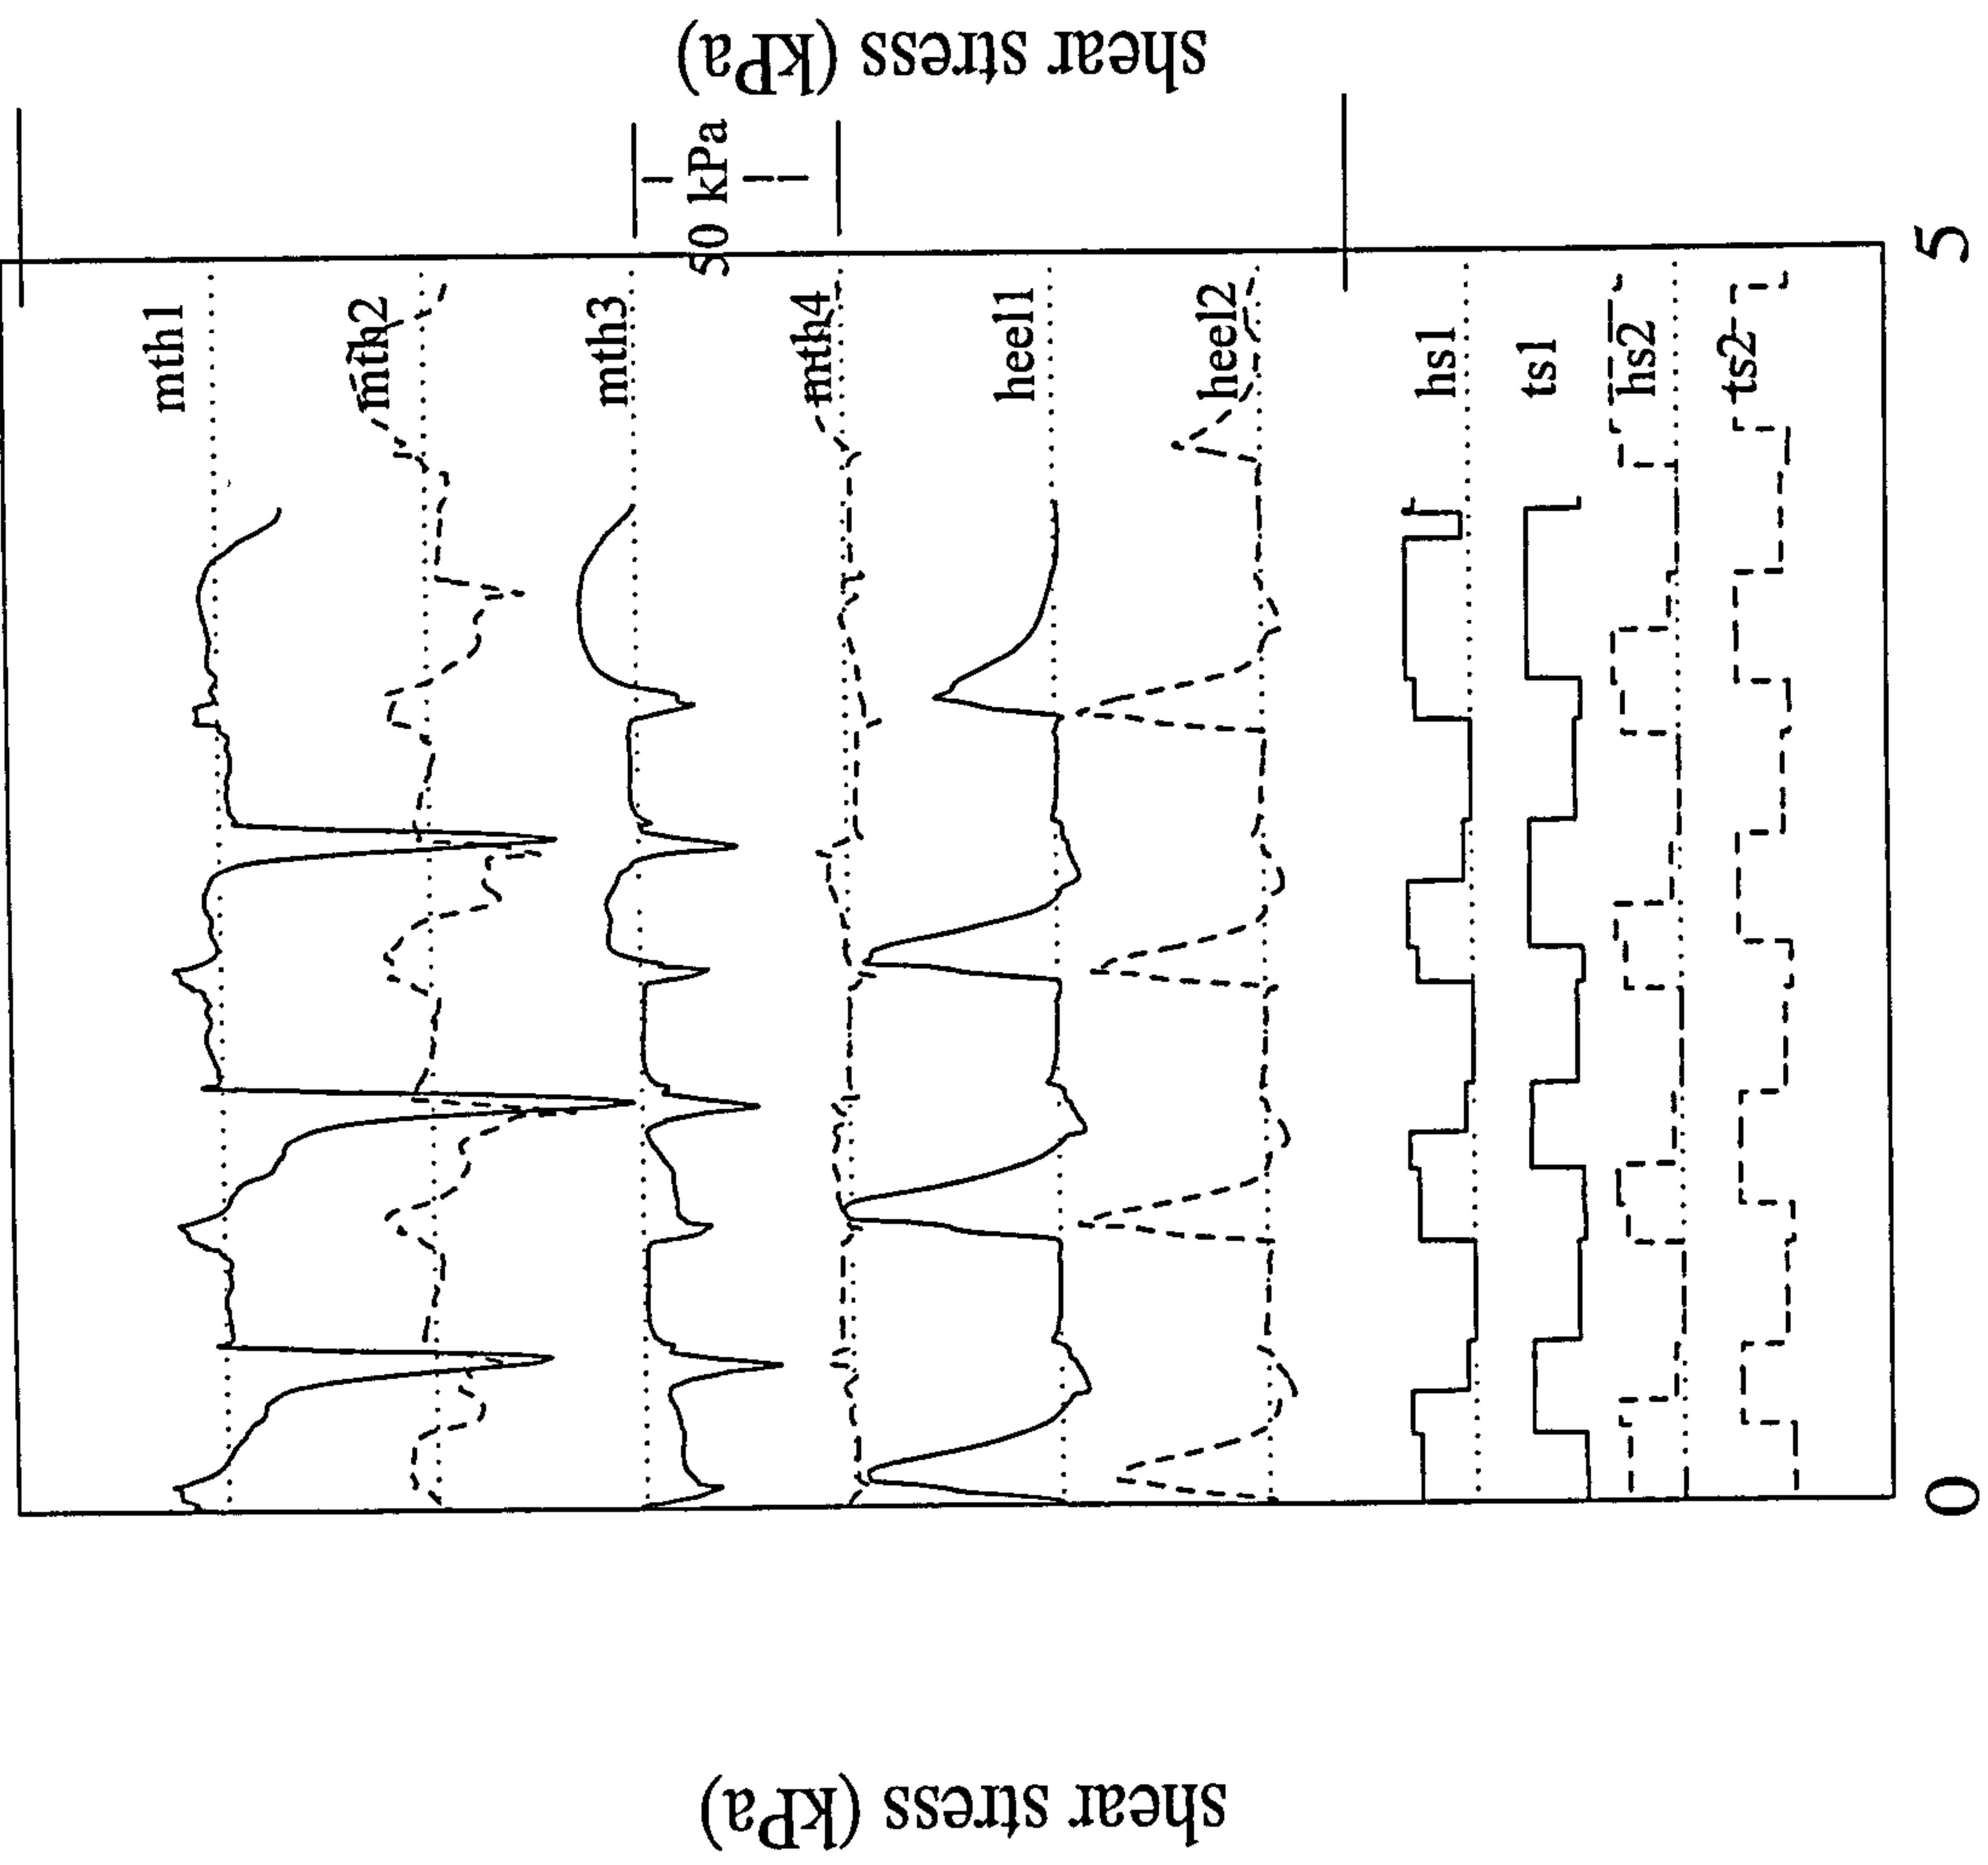 shear stress (kPa)
50 kPa
mth1
mth2
mth3
mth4
heel1
heel2
hs1
ts1
hs2
ts2
0
5
shear stress (kPa)